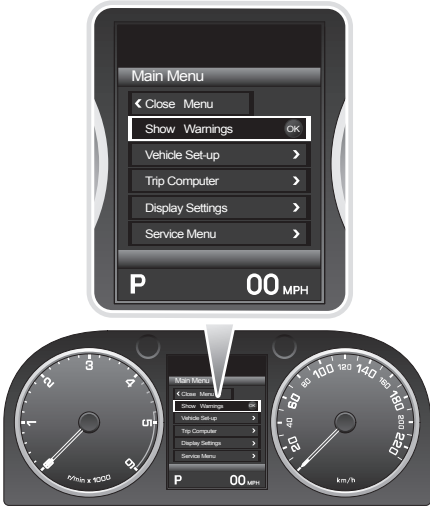 Main Menu
Close Menu
Show Warnings OK
Vehicle Set-up
Trip Computer
Display Settings
Service Menu
P 00 MPH
1 2 3 4 5 6
r/min x 1000
Main Menu
Close Menu
Show Warnings OK
Vehicle Set-up
Trip Computer
Display Settings
Service Menu
P 00 MPH
20 40 60 80 100 120 140 160 180 200 220
km/h